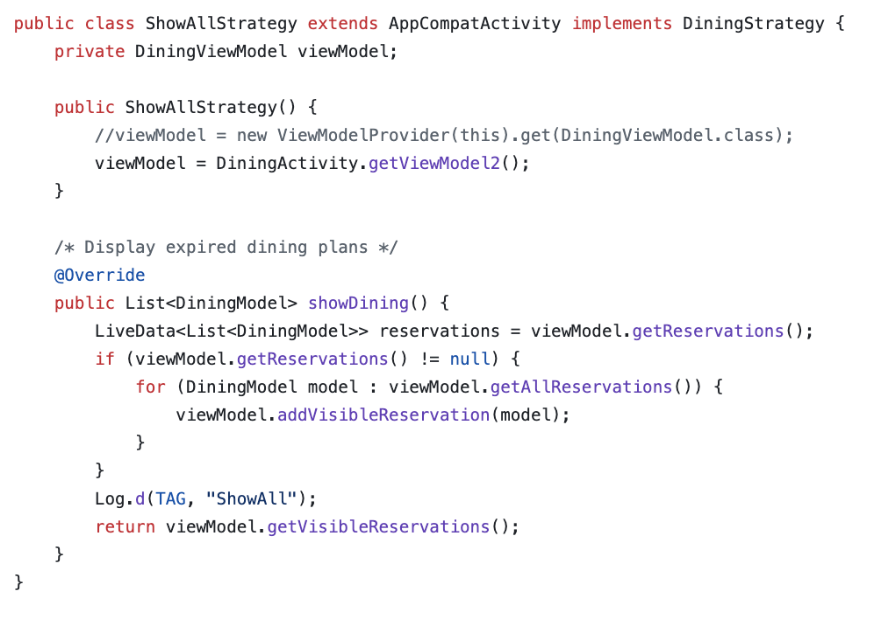 public class ShowAllStrategy extends AppCompatActivity implements DiningStrategy {
    private DiningViewModel viewModel;

    public ShowAllStrategy() {
        //viewModel = new ViewModelProvider(this).get(DiningViewModel.class);
        viewModel = DiningActivity.getViewModel2();
    }

    /* Display expired dining plans */
    @Override
    public List<DiningModel> showDining() {
        LiveData<List<DiningModel>> reservations = viewModel.getReservations();
        if (viewModel.getReservations() != null) {
            for (DiningModel model : viewModel.getAllReservations()) {
                viewModel.addVisibleReservation(model);
            }
        }
        Log.d(TAG, "ShowAll");
        return viewModel.getVisibleReservations();
    }
}